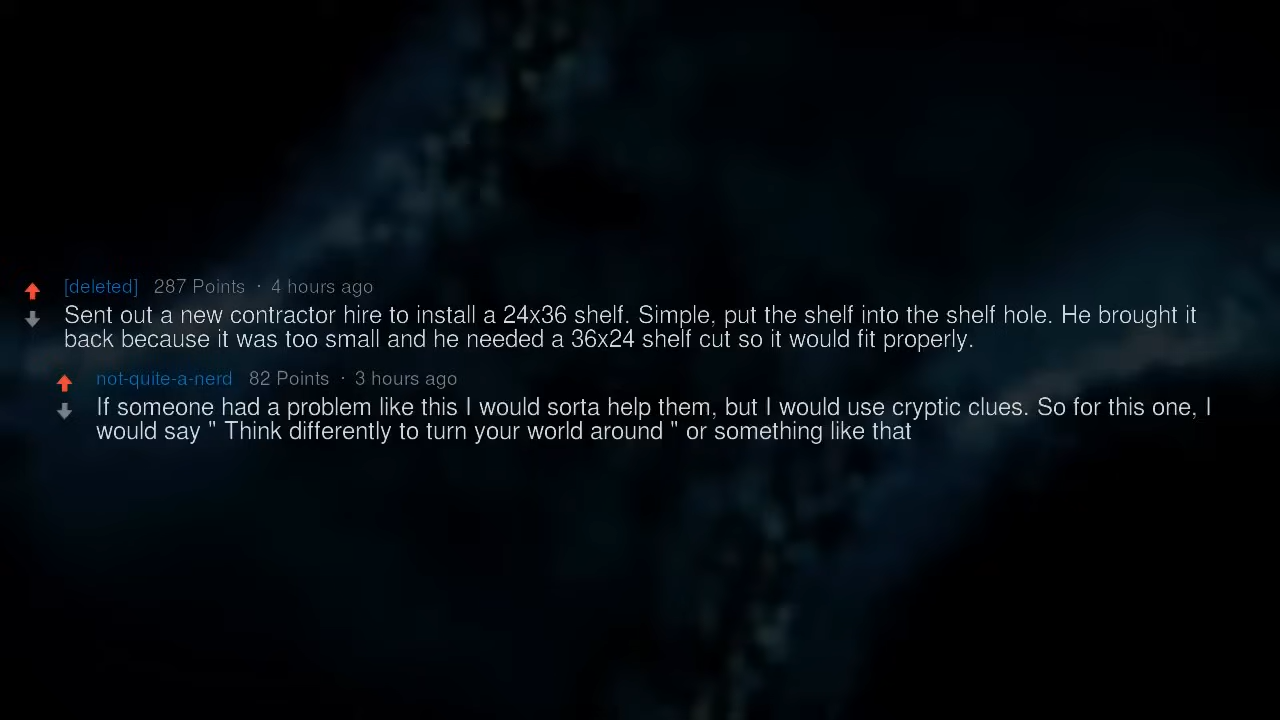 [deleted] 287 Points · 4 hours ago
Sent out a new contractor hire to install a 24x36 shelf. Simple, put the shelf into the shelf hole. He brought it
back because it was too small and he needed a 36x24 shelf cut so it would fit properly.
not-quite-a-nerd 82 Points · 3 hours ago
If someone had a problem like this I would sorta help them, but I would use cryptic clues. So for this one, I
would say " Think differently to turn your world around " or something like that